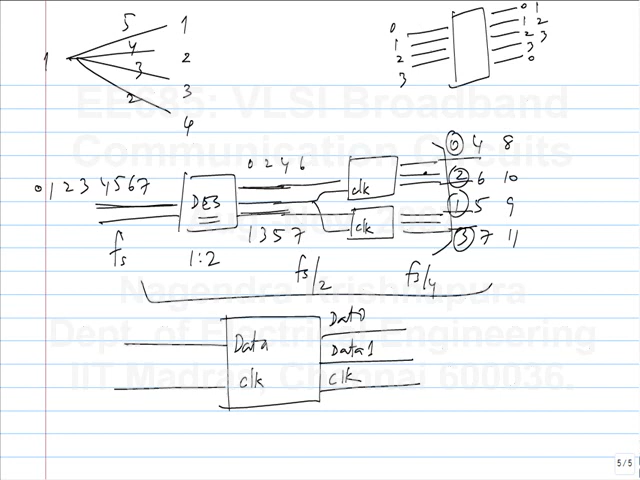 5 1
4 2
1 3 3
2 4
0 0 1
1 1 2
2 2 3
3 3
0
EE685: VLSI Broadband
Communication Circuits
0 2 4 6 clk 0 4 8
0 1 2 3 4 5 6 7 DES 2 6 10
1 3 5 7 clk 1 5 9
3 7 11
fs 1:2 fs/2 fs/4
Nagendra Krishnapura
Data Data0
Dept. of Electrical Engineering
Data1
clk clk
IIT Madras, Chennai 600036.
5/5